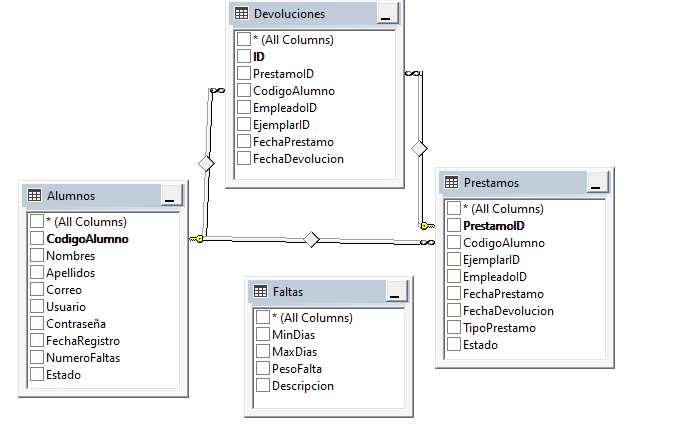 Devoluciones
* (All Columns)
ID
PrestamoID
CodigoAlumno
EmpleadoID
EjemplarID
FechaPrestamo
FechaDevolucion
Alumnos
* (All Columns)
CodigoAlumno
Nombres
Apellidos
Correo
Usuario
Contraseña
FechaRegistro
NumeroFaltas
Estado
Prestamos
* (All Columns)
PrestamoID
CodigoAlumno
EjemplarID
EmpleadoID
FechaPrestamo
FechaDevolucion
TipoPrestamo
Estado
Faltas
* (All Columns)
MinDias
MaxDias
PesoFalta
Descripcion